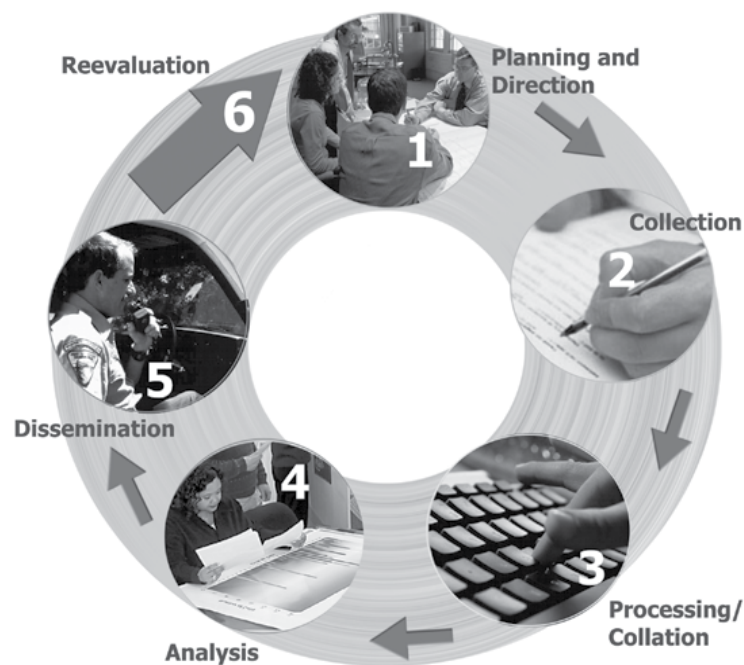 Reevaluation
6
1
Planning and
Direction
Collection
2
3
Processing/
Collation
4
Analysis
5
Dissemination